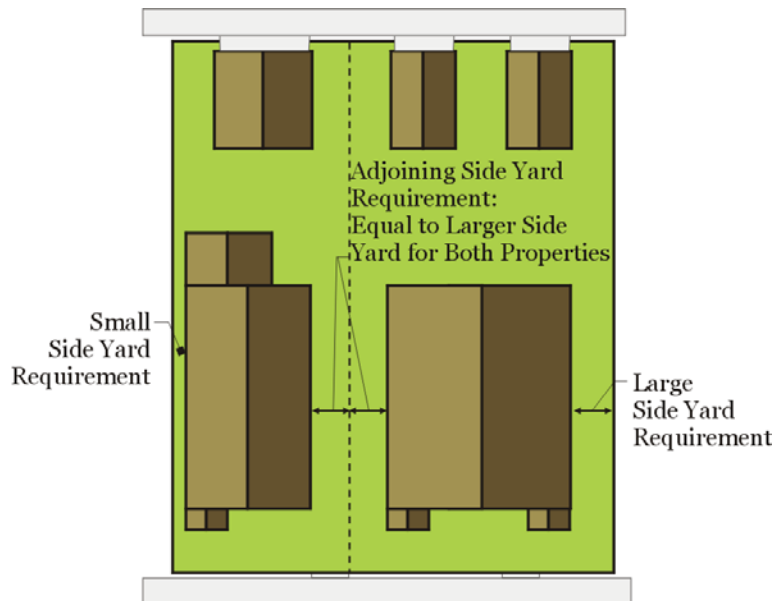 Adjoining Side Yard
Requirement:
Equal to Larger Side
Yard for Both Properties
Small
Side Yard
Requirement
Large
Side Yard
Requirement